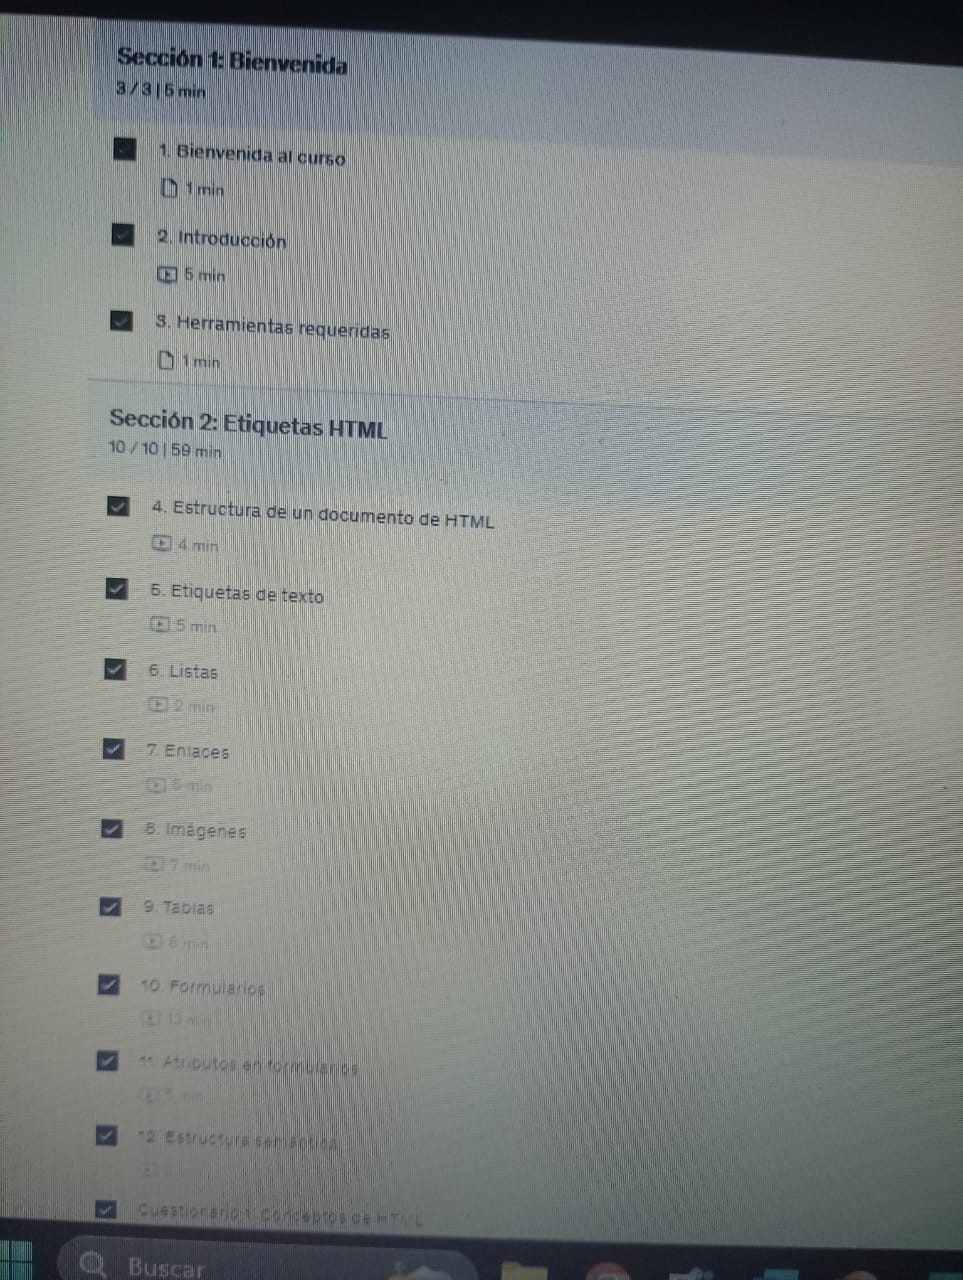 Sección 1: Bienvenida
3 / 3 | 5 min
1. Bienvenida al curso
1 min
2. Introducción
5 min
3. Herramientas requeridas
1 min
Sección 2: Etiquetas HTML
10 / 10 | 59 min
4. Estructura de un documento de HTML
4 min
5. Etiquetas de texto
5 min
6. Listas
2 min
7. Enlaces
5 min
8. Imágenes
7 min
9. Tablas
min
10. Formularios
13 min
11. Atributos en formularios
5 min
12. Estructura semántica
Cuestionario 1: Conceptos de HTML
Buscar